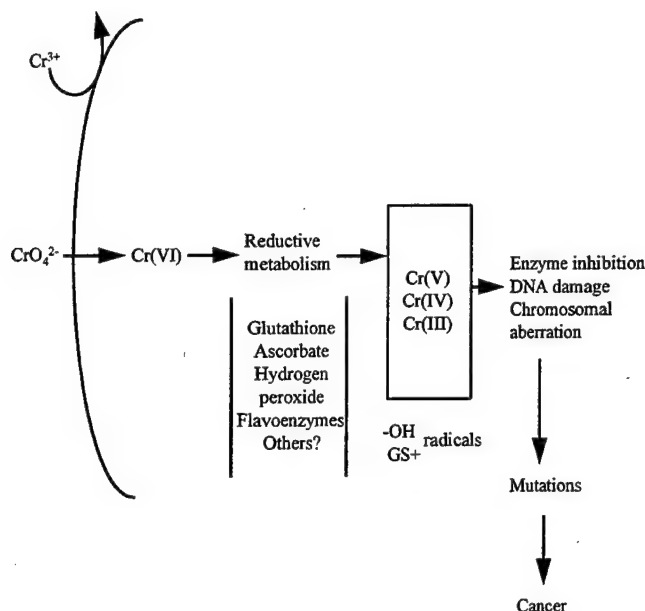 Cr3+
CrO42-
Cr(VI)
Reductive
metabolism
Glutathione
Ascorbate
Hydrogen
peroxide
Flavoenzymes
Others?
Cr(V)
Cr(IV)
Cr(III)
-OH radicals
GS+
Enzyme inhibition
DNA damage
Chromosomal
aberration
Mutations
Cancer